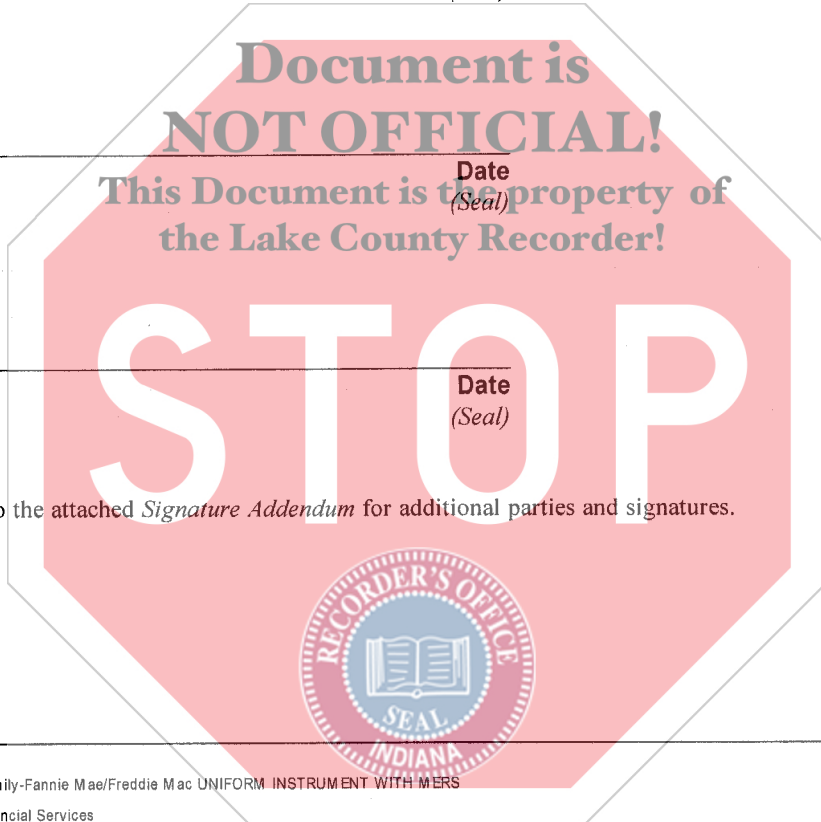 Document is
NOT OFFICIAL!
Date
This Document is the property of
(Seal)
the Lake County Recorder!
STOP
Date
(Seal)
the attached Signature Addendum for additional parties and signatures.
RECORDER'S OFFICE
SEAL
INDIANA
ily-Fannie Mae/Freddie Mac UNIFORM INSTRUMENT WITH MERS
ncial Services